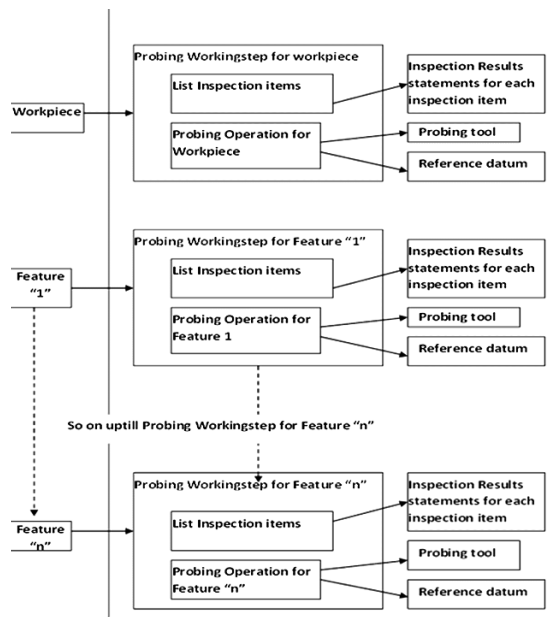 Workpiece
Probing Workingstep for workpiece
List Inspection items
Probing Operation for
Workpiece
Inspection Results
statements for each
inspection item
Probing tool
Reference datum
Feature
“1”
Probing Workingstep for Feature “1”
List Inspection items
Probing Operation for
Feature 1
Inspection Results
statements for each
inspection item
Probing tool
Reference datum
So on uptill Probing Workingstep for Feature “n”
Feature
“n”
Probing Workingstep for Feature “n”
List Inspection items
Probing Operation for
Feature “n”
Inspection Results
statements for each
inspection item
Probing tool
Reference datum